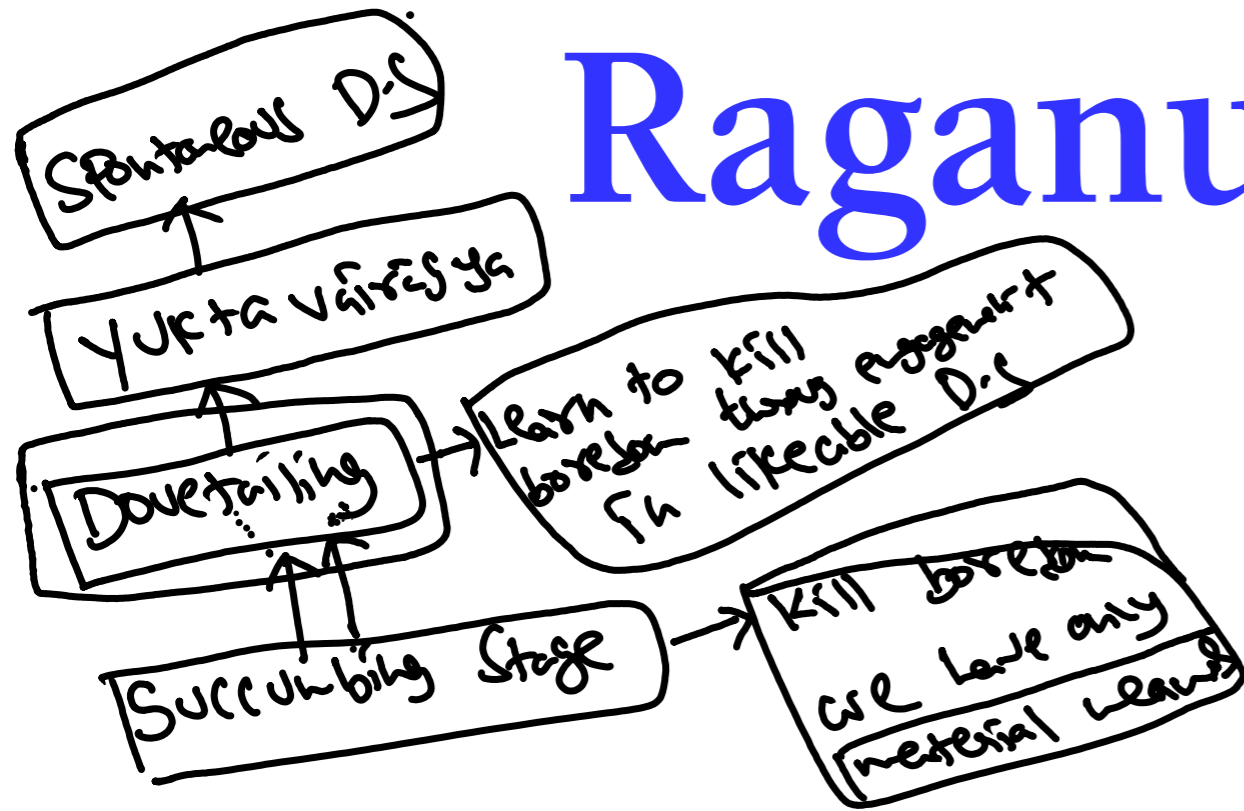 Raganu
Spontaneous D.S
Yukta Vairagya
Dovetailing
Learn to kill
boredom through engagement
in likeable D.S
Succumbing Stage
Kill boredom
we have only
material means